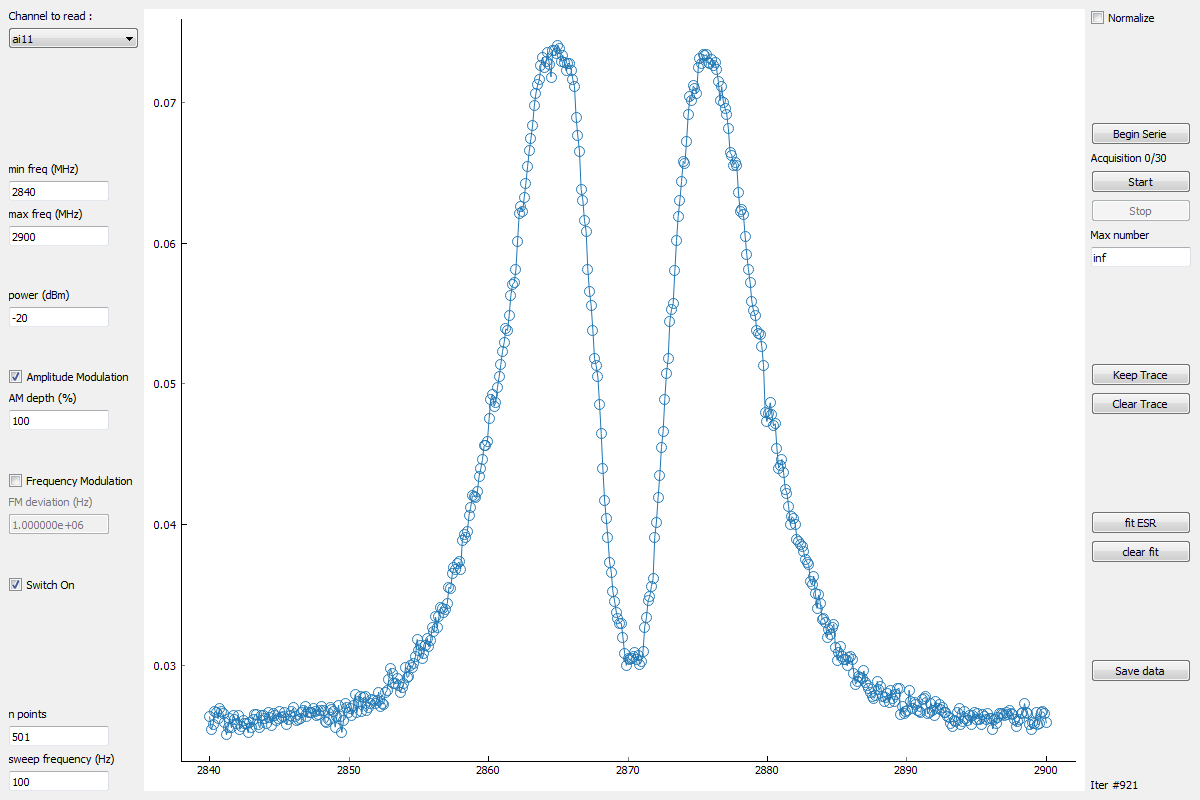 Channel to read :
ai11
min freq (MHz)
2840
max freq (MHz)
2900
power (dBm)
-20
Amplitude Modulation
AM depth (%)
100
Frequency Modulation
FM deviation (Hz)
1.000000e+06
Switch On
n points
501
sweep frequency (Hz)
100
0.07
0.06
0.05
0.04
0.03
2840 2850 2860 2870 2880 2890 2900
Normalize
Begin Serie
Acquisition 0/30
Start
Stop
Max number
inf
Keep Trace
Clear Trace
fit ESR
clear fit
Save data
Iter #921